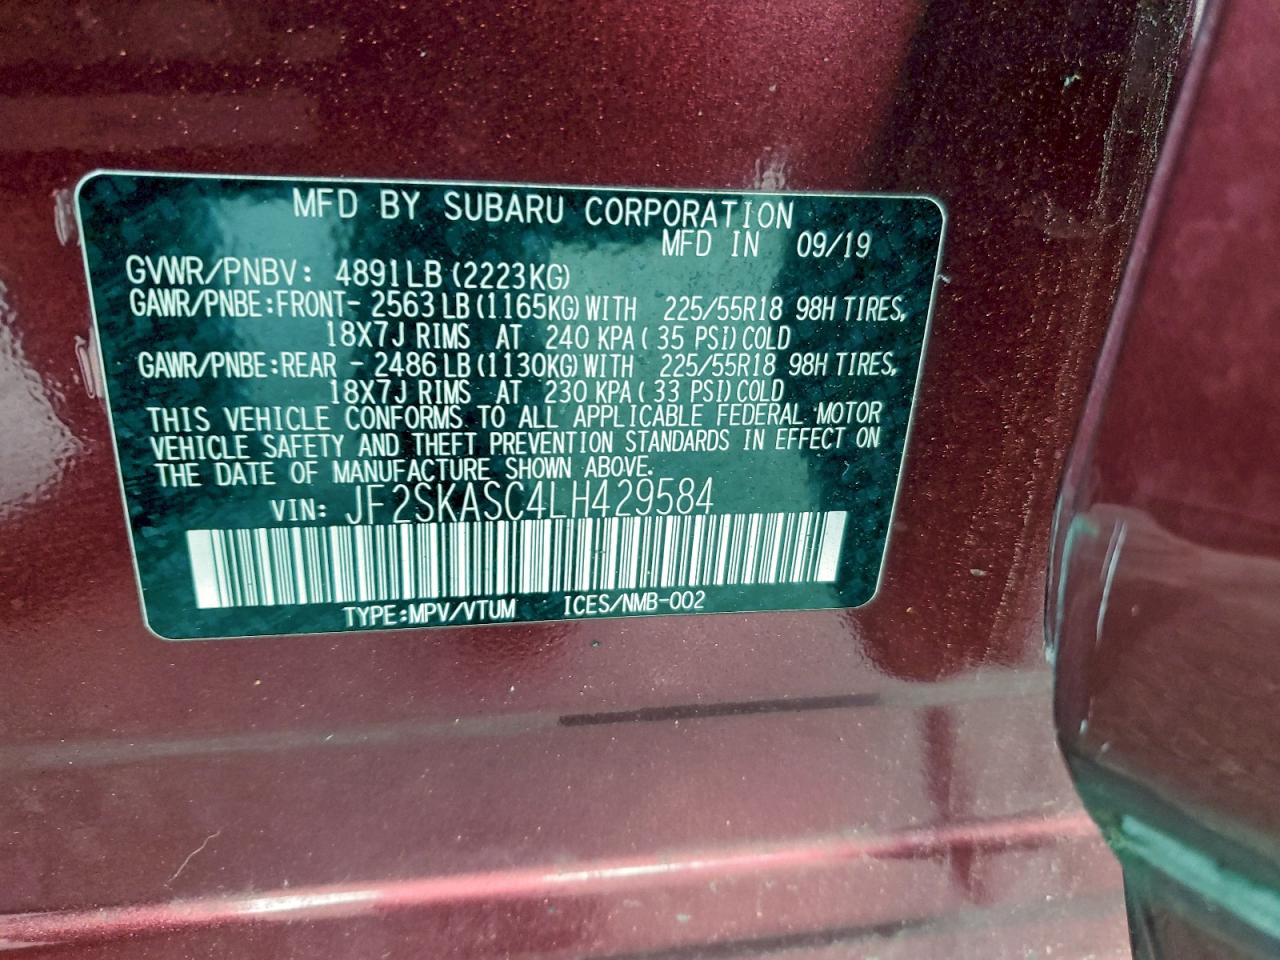 MFD BY SUBARU CORPORATION
MFD IN 09/19
GVWR/PNBV: 4891LB (2223KG)
GAWR/PNBE:FRONT- 2563 LB (1165KG) WITH 225/55R18 98H TIRES,
18X7J RIMS AT 240 KPA ( 35 PSI) COLD
GAWR/PNBE:REAR - 2486 LB (1130KG) WITH 225/55R18 98H TIRES,
18X7J RIMS AT 230 KPA ( 33 PSI) COLD
THIS VEHICLE CONFORMS TO ALL APPLICABLE FEDERAL MOTOR
VEHICLE SAFETY AND THEFT PREVENTION STANDARDS IN EFFECT ON
THE DATE OF MANUFACTURE SHOWN ABOVE.
VIN: JF2SKASC4LH429584
TYPE:MPV/VTUM ICES/NMB-002